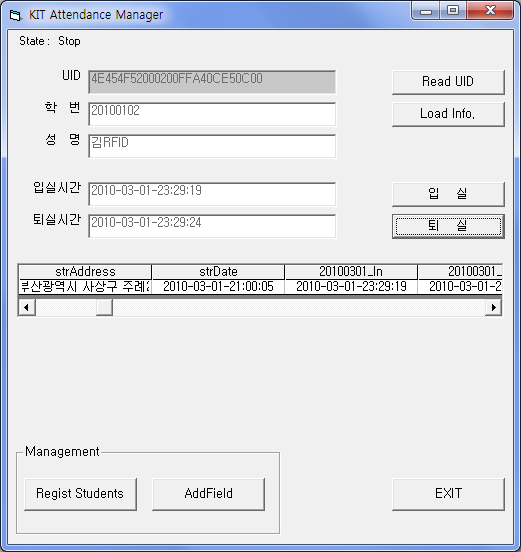 KIT Attendance Manager
State : Stop
UID 4E454F52000200FFA40CE50C00 Read UID
학 번 20100102 Load Info.
성 명 김RFID
입실시간 2010-03-01-23:29:19 입 실
퇴실시간 2010-03-01-23:29:24 퇴 실
strAddress strDate 20100301_In 20100301_
부산광역시 사상구 주례2 2010-03-01-21:00:05 2010-03-01-23:29:19 2010-03-01-2
Management
Regist Students AddField EXIT